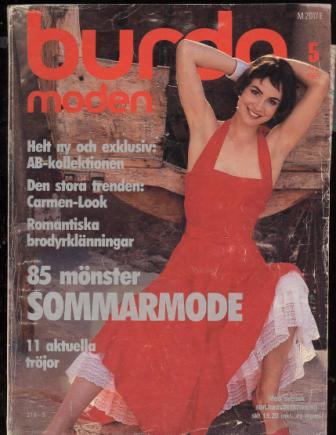 burda
5
moden
Helt ny och exklusiv:
AB-kollektionen
Den stora trenden:
Carmen-Look
Romantiska
brodyrklänningar
85 mönster
SOMMARMODE
11 aktuella
tröjor